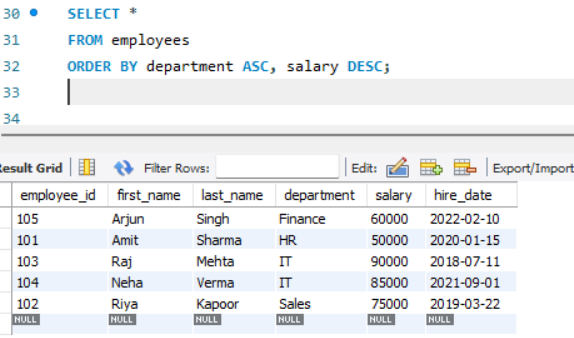 30 SELECT *
31 FROM employees
32 ORDER BY department ASC, salary DESC;
33
34
Result Grid Filter Rows: Edit: Export/Import
employee_id first_name last_name department salary hire_date
105 Arjun Singh Finance 60000 2022-02-10
101 Amit Sharma HR 50000 2020-01-15
103 Raj Mehta IT 90000 2018-07-11
104 Neha Verma IT 85000 2021-09-01
102 Riya Kapoor Sales 75000 2019-03-22
NULL NULL NULL NULL NULL NULL